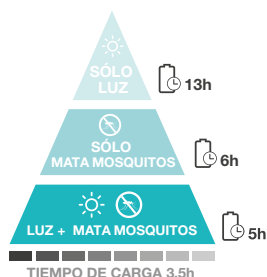 SÓLO
LUZ
13h
SÓLO
MATA MOSQUITOS
6h
LUZ + MATA MOSQUITOS
5h
TIEMPO DE CARGA 3,5h